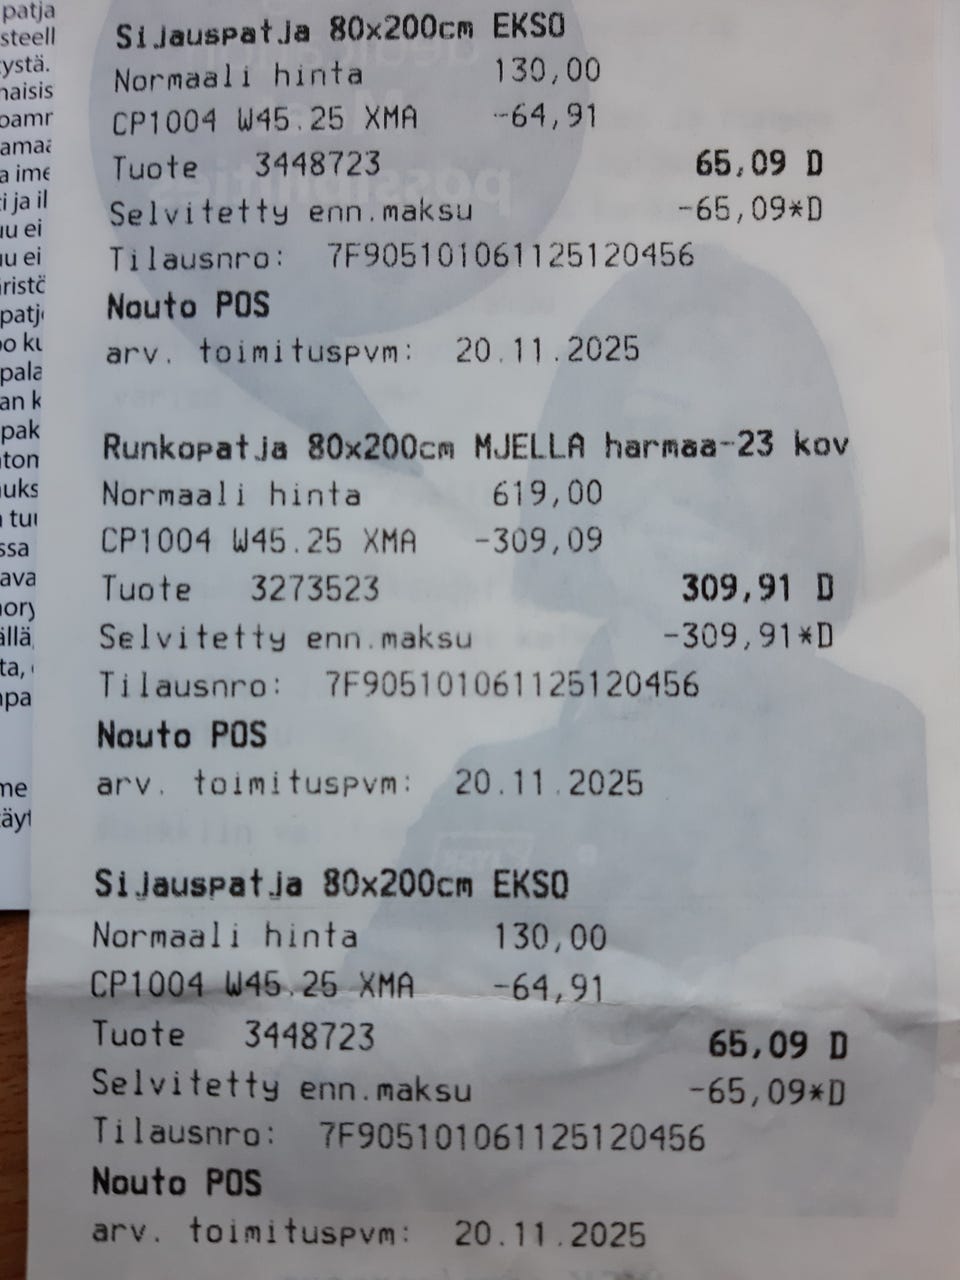 Sijauspatja 80x200cm EKSO
Normaali hinta 130,00
CP1004 W45.25 XMA -64,91
Tuote 3448723 65,09 D
Selvitetty enn.maksu -65,09*D
Tilausnro: 7F905101061125120456
Nouto POS
arv. toimituspvm: 20.11.2025
Runkopatja 80x200cm MJELLA harmaa-23 kov
Normaali hinta 619,00
CP1004 W45.25 XMA -309,09
Tuote 3273523 309,91 D
Selvitetty enn.maksu -309,91*D
Tilausnro: 7F905101061125120456
Nouto POS
arv. toimituspvm: 20.11.2025
Sijauspatja 80x200cm EKSO
Normaali hinta 130,00
CP1004 W45.25 XMA -64,91
Tuote 3448723 65,09 D
Selvitetty enn.maksu -65,09*D
Tilausnro: 7F905101061125120456
Nouto POS
arv. toimituspvm: 20.11.2025